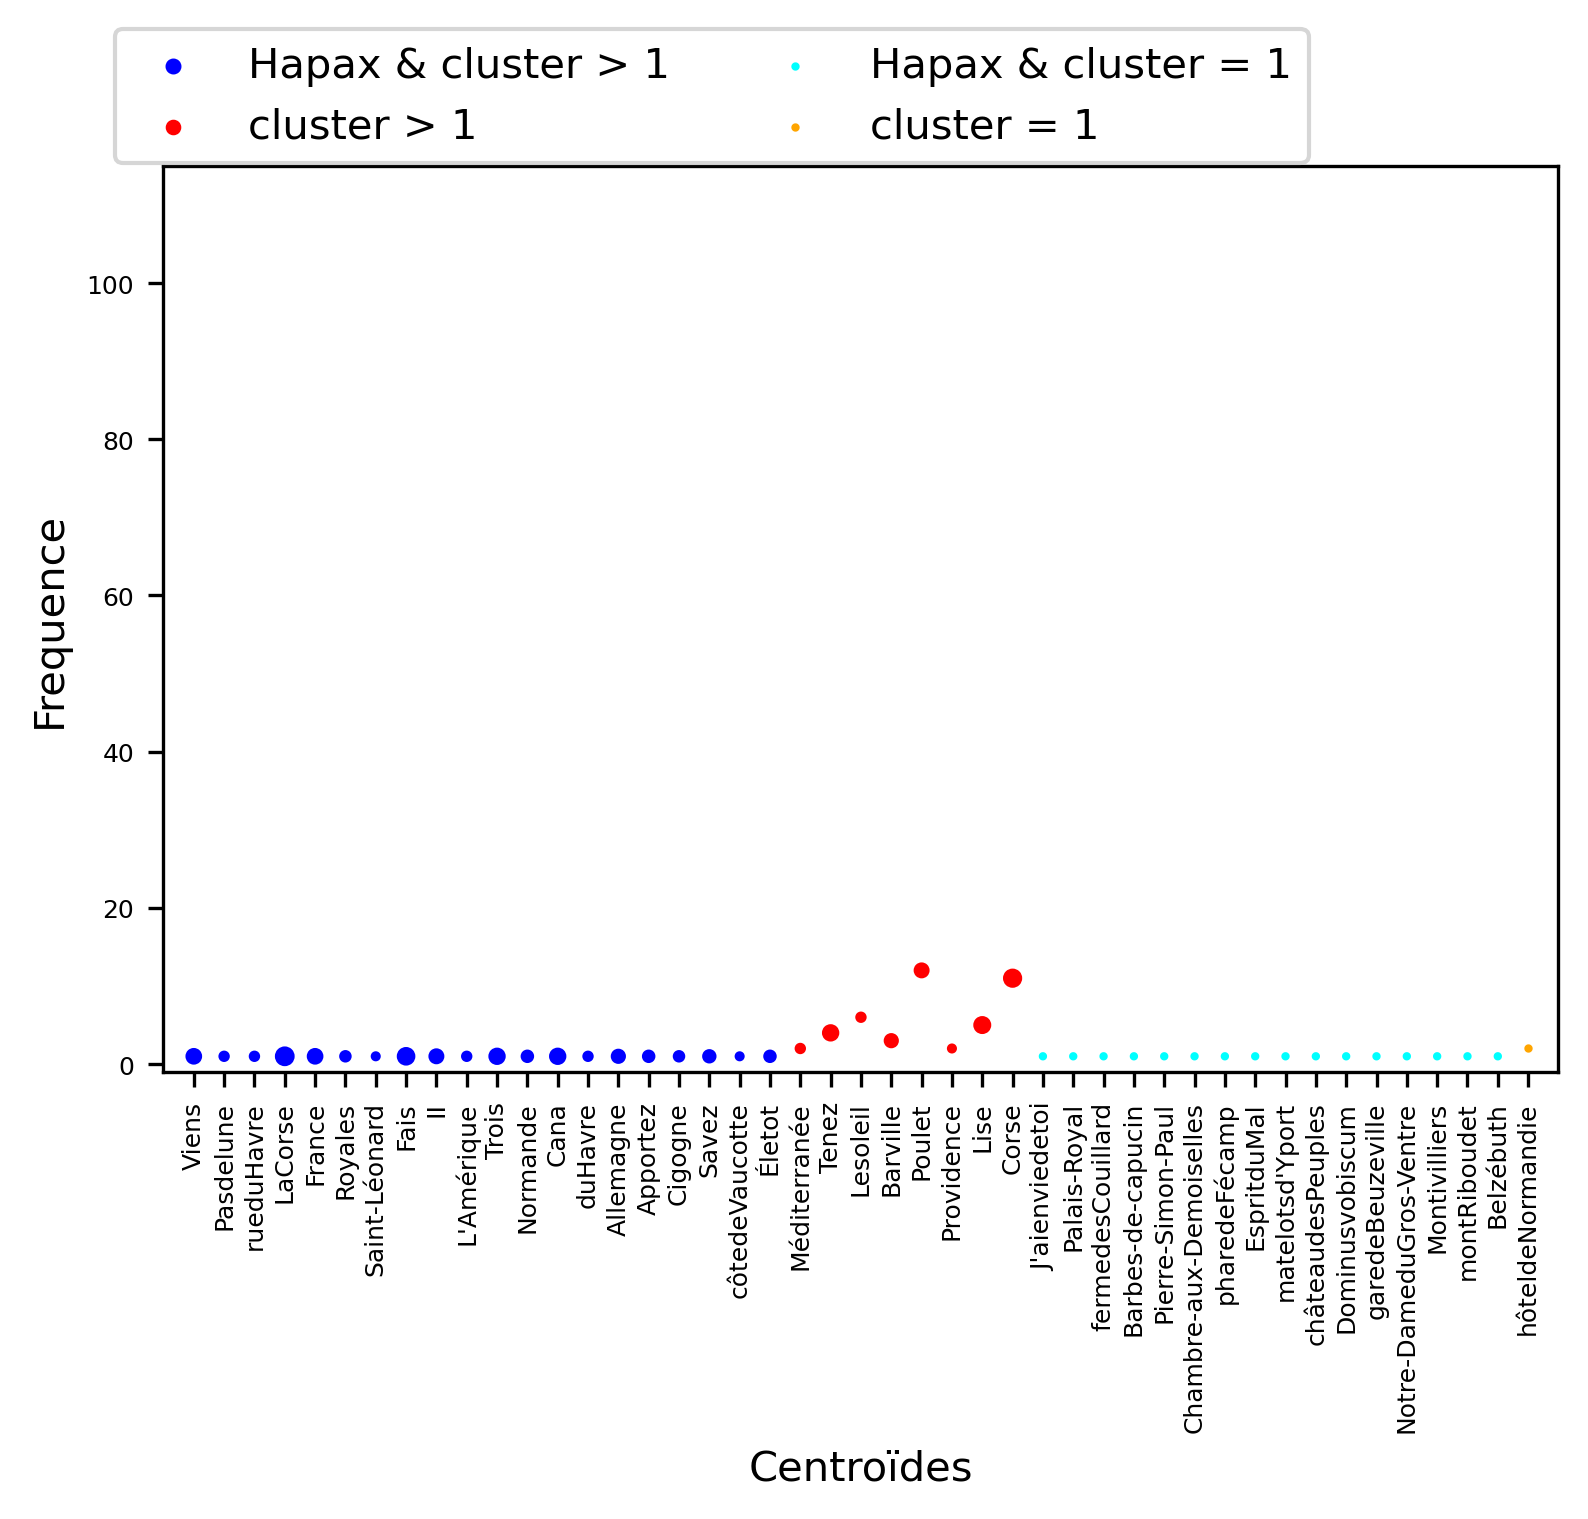 Hapax & cluster > 1
cluster > 1
Hapax & cluster = 1
cluster = 1
Frequence
100
80
60
40
20
0
Viens
Pasdelune
rueduHavre
LaCorse
France
Royales
Saint-Léonard
Fais
Il
L'Amérique
Trois
Normande
Cana
duHavre
Allemagne
Apportez
Cigogne
Savez
côtedeVaucotte
Életot
Méditerranée
Tenez
Lesoleil
Barville
Poulet
Providence
Lise
Corse
J'aienviedetoi
Palais-Royal
fermedesCouillard
Barbes-de-capucin
Pierre-Simon-Paul
Chambre-aux-Demoiselles
pharedeFécamp
EspritduMal
matelotsd'Yport
châteaudesPeuples
Dominusvobiscum
garedeBeuzeville
Notre-DameduGros-Ventre
Montivilliers
montRiboudet
Belzébuth
hôteldeNormandie
Centroïdes